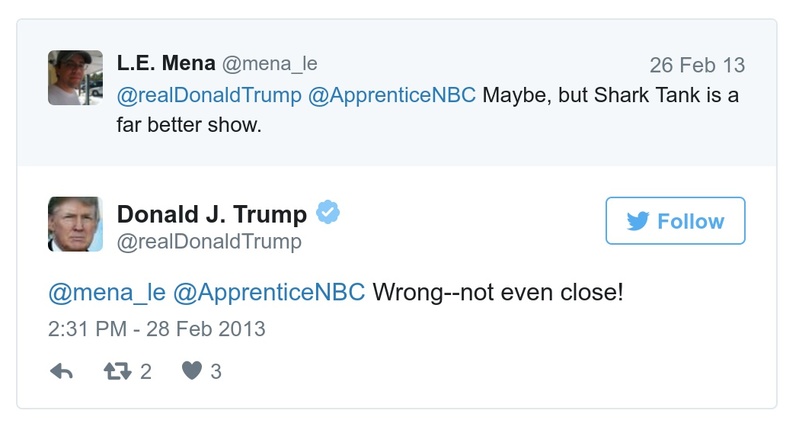 L.E. Mena @mena_le 26 Feb 13
@realDonaldTrump @ApprenticeNBC Maybe, but Shark Tank is a
far better show.
Donald J. Trump
@realDonaldTrump
Follow
@mena_le @ApprenticeNBC Wrong--not even close!
2:31 PM - 28 Feb 2013
2 3